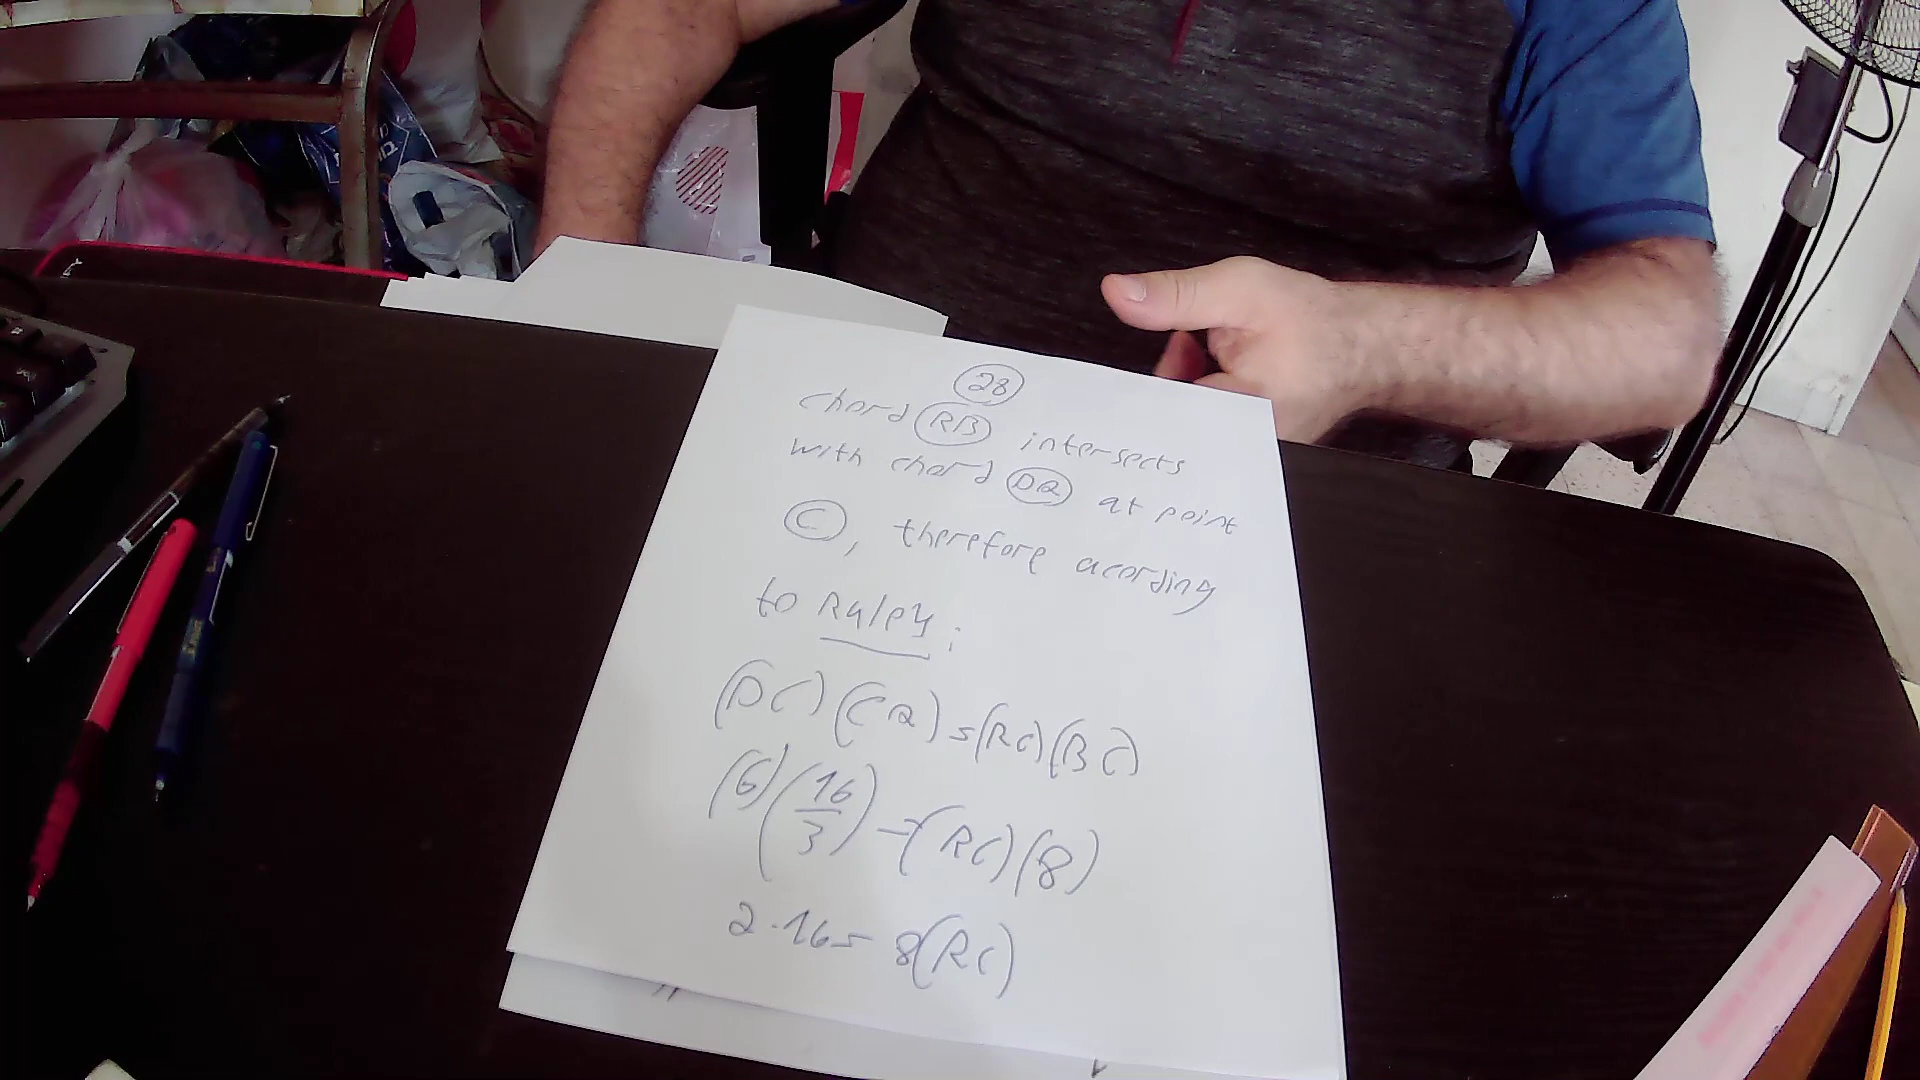 28
chord RB intersects
with chord DQ at point
C, therefore acording
to Rule4:
(DC)(CQ)=(RC)(BC)
(6)(16/3)=(RC)(8)
2·16=8(RC)